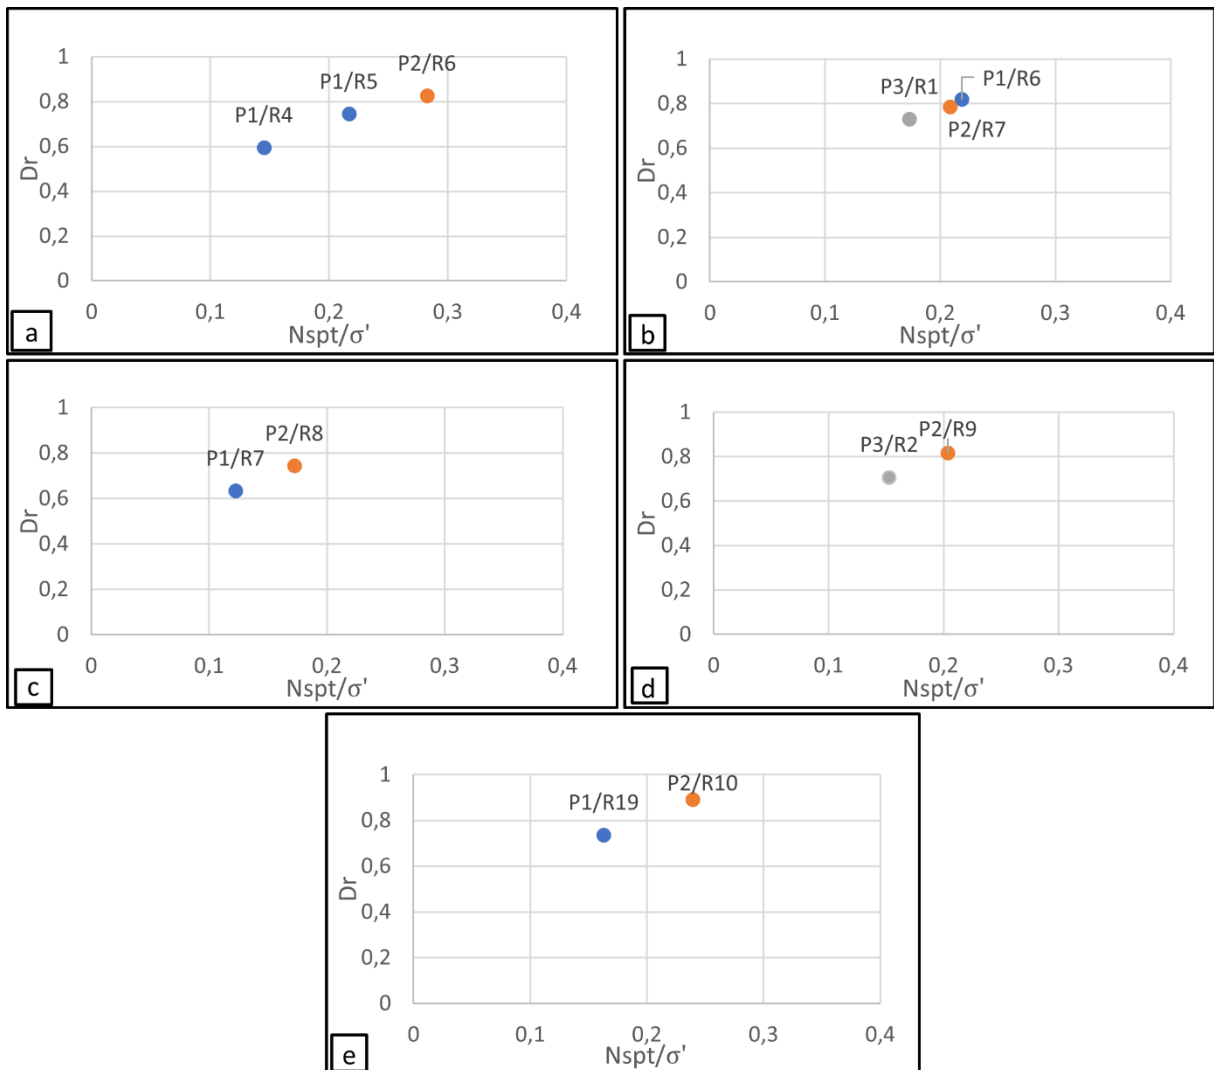 1
0,8
0,6
0,4
0,2
0
Dr
P1/R4
P1/R5
P2/R6
0
0,1
0,2
0,3
0,4
Nspt/σ'
a
1
0,8
0,6
0,4
0,2
0
Dr
P3/R1
P1/R6
P2/R7
0
0,1
0,2
0,3
0,4
Nspt/σ'
b
1
0,8
0,6
0,4
0,2
0
Dr
P1/R7
P2/R8
0
0,1
0,2
0,3
0,4
Nspt/σ'
c
1
0,8
0,6
0,4
0,2
0
Dr
P3/R2
P2/R9
0
0,1
0,2
0,3
0,4
Nspt/σ'
d
1
0,8
0,6
0,4
0,2
0
Dr
P1/R19
P2/R10
0
0,1
0,2
0,3
0,4
Nspt/σ'
e